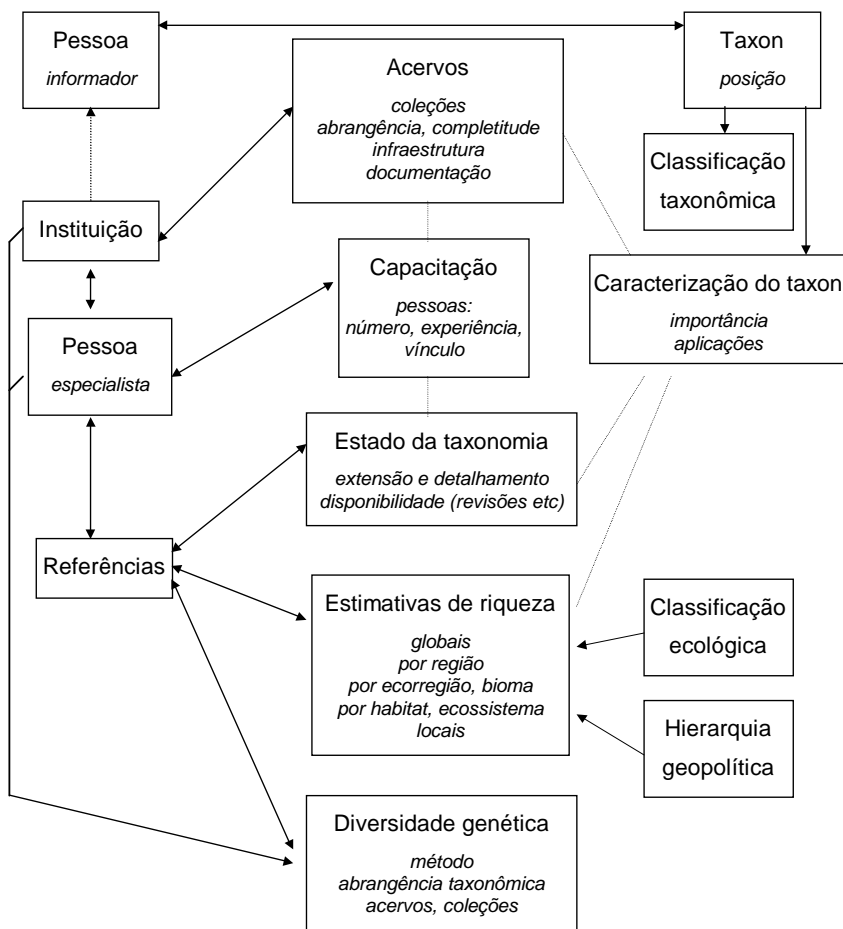 Pessoa
informador
Taxon
posição
Acervos
coleções
abrangência, completitude
infraestrutura
documentação
Classificação
taxonômica
Instituição
Capacitação
pessoas:
número, experiência,
vínculo
Caracterização do taxon
importância
aplicações
Pessoa
especialista
Estado da taxonomia
extensão e detalhamento
disponibilidade (revisões etc)
Referências
Estimativas de riqueza
globais
por região
por ecorregião, bioma
por habitat, ecossistema
locais
Classificação
ecológica
Hierarquia
geopolítica
Diversidade genética
método
abrangência taxonômica
acervos, coleções